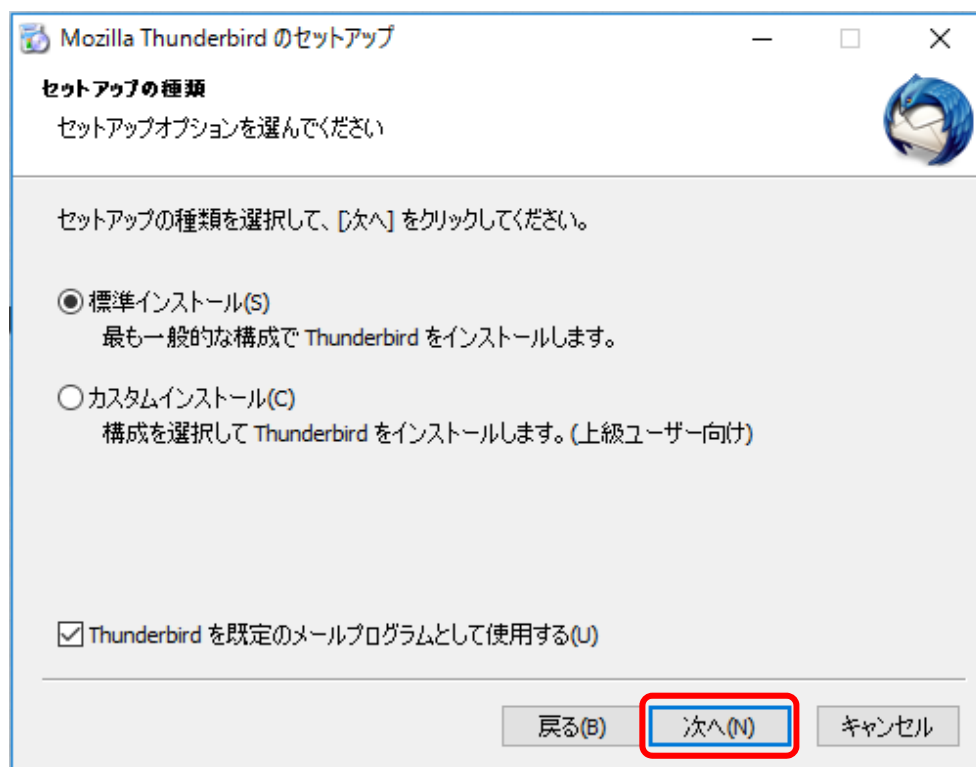 Mozilla Thunderbird のセットアップ
セットアップの種類
セットアップオプションを選んでください
セットアップの種類を選択して、[次へ] をクリックしてください。
標準インストール(S)
最も一般的な構成で Thunderbird をインストールします。
カスタムインストール(C)
構成を選択して Thunderbird をインストールします。(上級ユーザー向け)
Thunderbird を既定のメールプログラムとして使用する(U)
戻る(B) 次へ(N) キャンセル